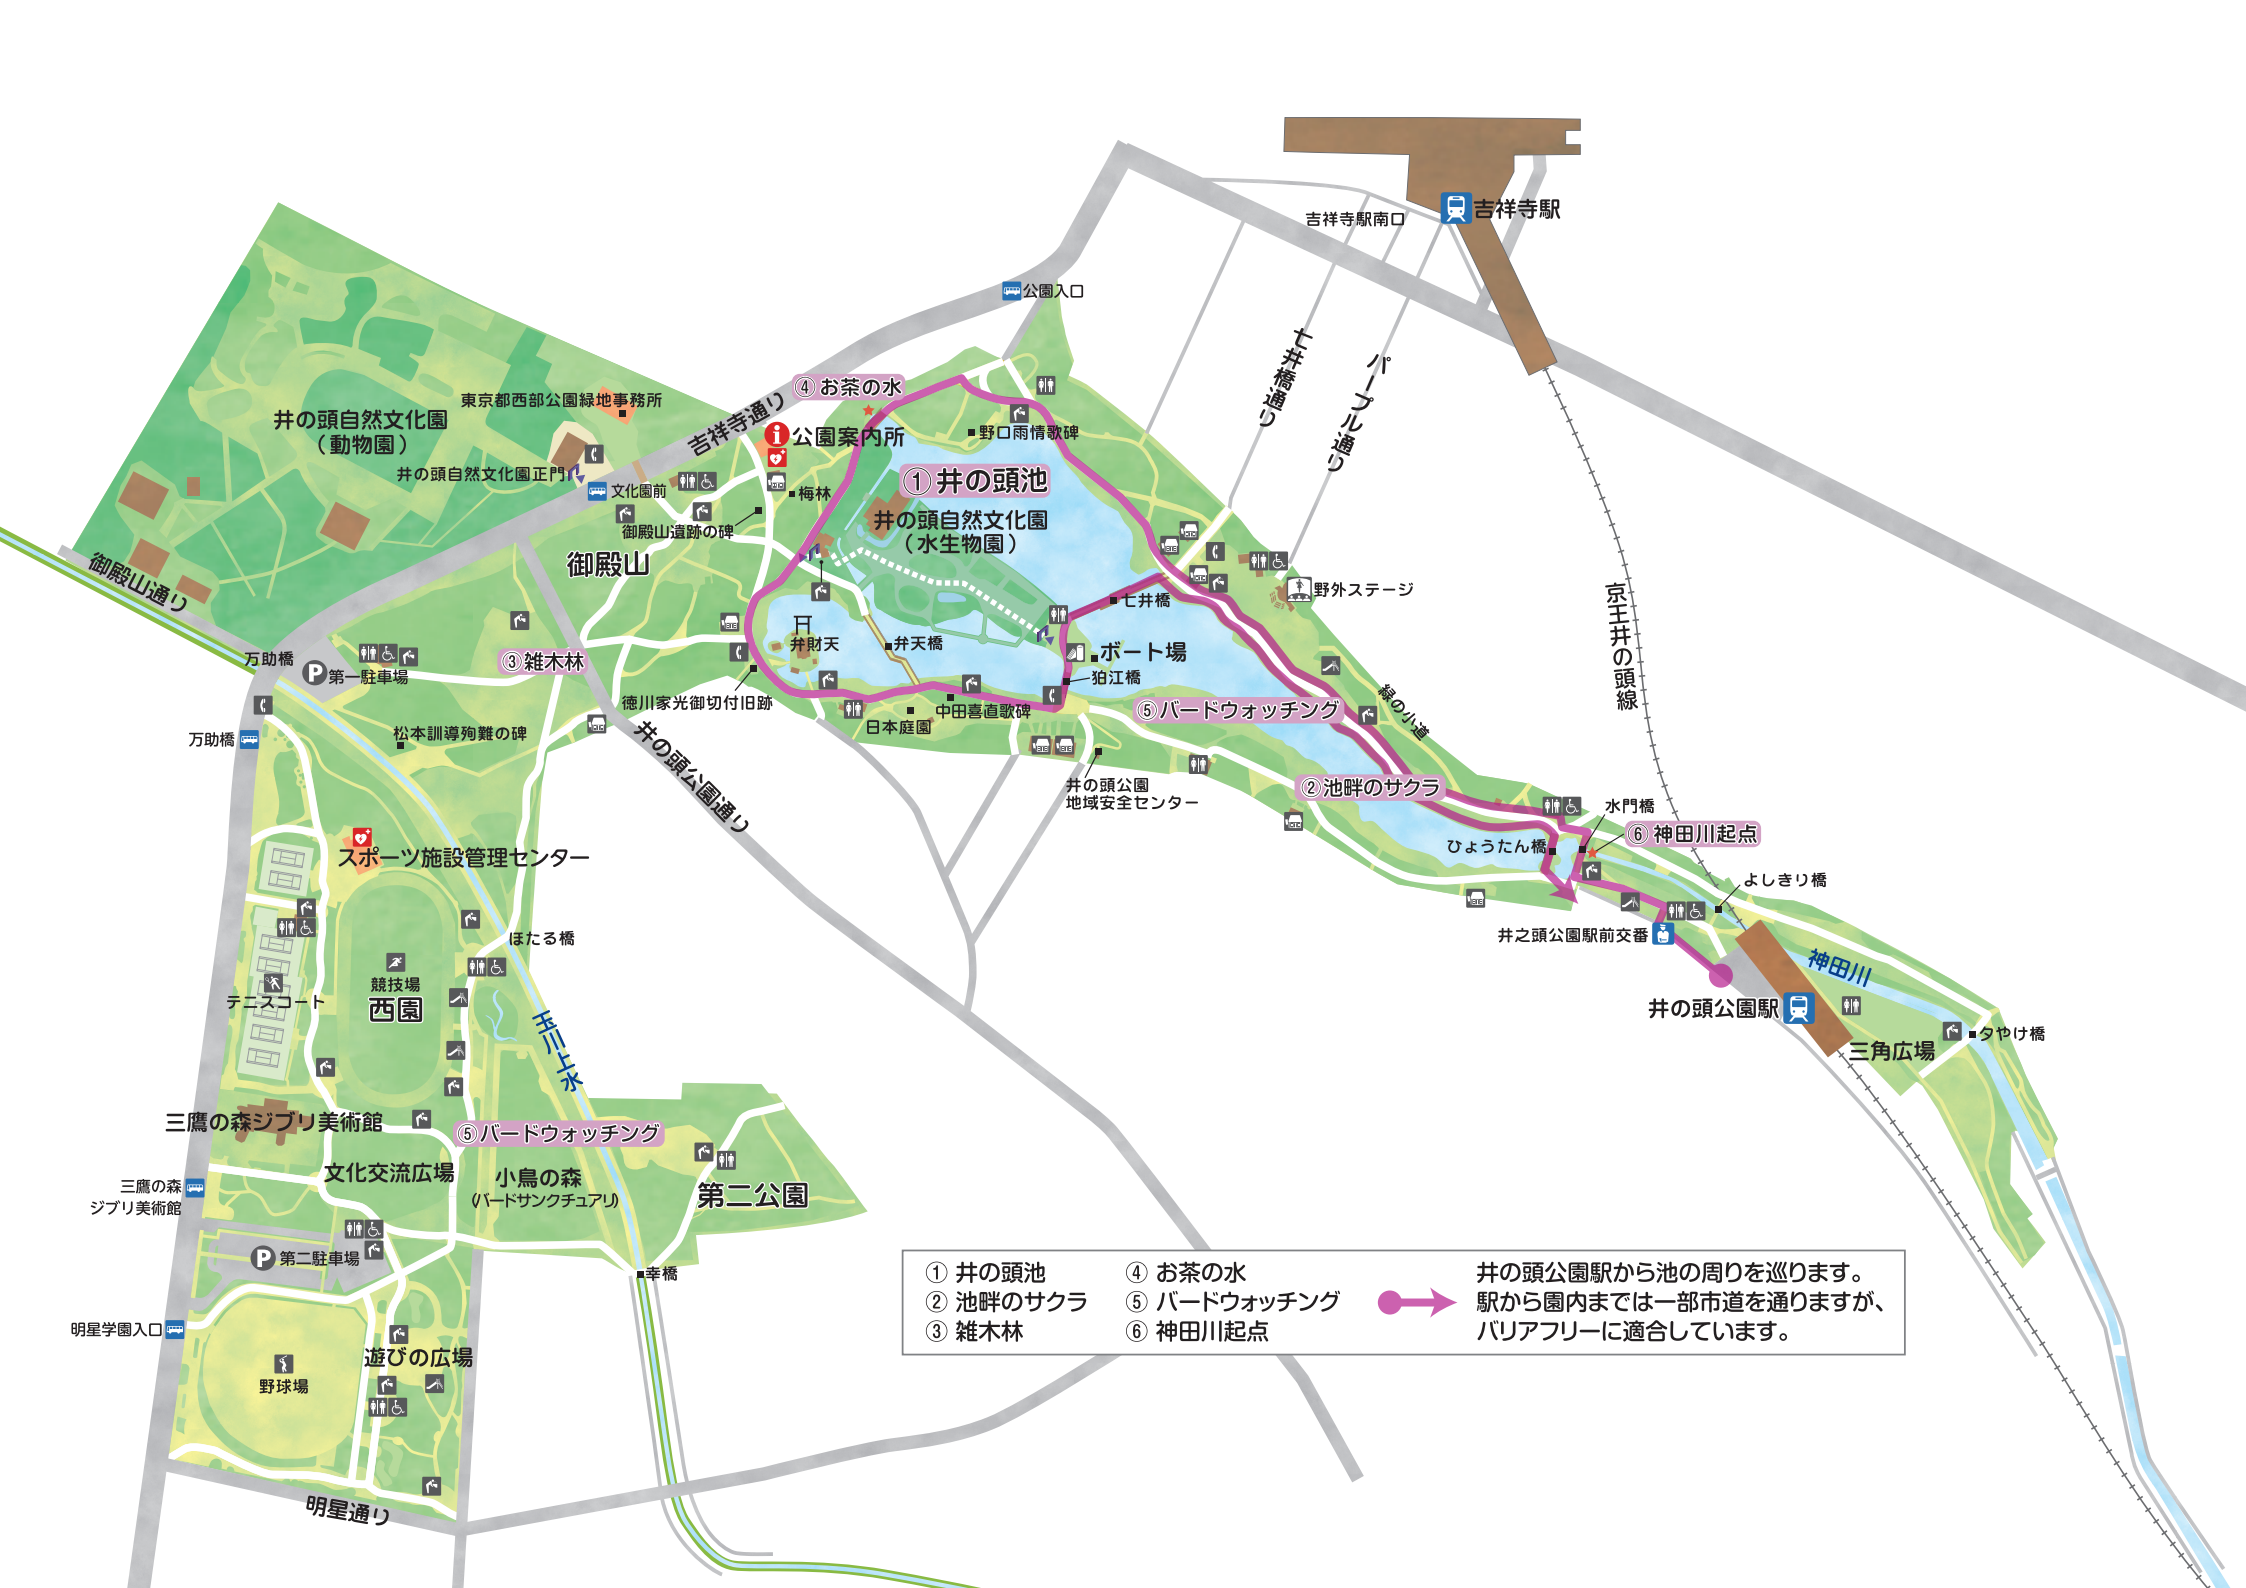 吉祥寺駅
吉祥寺駅南口
公園入口
七井橋通り
パープル通り
京王井の頭線
④お茶の水
吉祥寺通り
i
公園案内所
野口雨情歌碑
東京都西部公園緑地事務所
井の頭自然文化園
（動物園）
井の頭自然文化園正門
文化園前
①井の頭池
梅林
井の頭自然文化園
（水生物園）
御殿山遺跡の碑
御殿山
御殿山通り
七井橋
野外ステージ
弁財天
弁天橋
ボート場
狛江橋
万助橋
P
第一駐車場
③雑木林
徳川家光御切付旧跡
中田喜直歌碑
日本庭園
⑤バードウォッチング
緑の小道
万助橋
松本訓導殉難の碑
井の頭公園通り
井の頭公園
地域安全センター
②池畔のサクラ
水門橋
⑥神田川起点
ひょうたん橋
よしきり橋
スポーツ施設管理センター
ほたる橋
井之頭公園駅前交番
神田川
井の頭公園駅
三角広場
夕やけ橋
競技場
西園
テニスコート
玉川上水
三鷹の森ジブリ美術館
⑤バードウォッチング
文化交流広場
小鳥の森
（バードサンクチュアリ）
第二公園
三鷹の森
ジブリ美術館
P
第二駐車場
幸橋
明星学園入口
遊びの広場
野球場
明星通り
① 井の頭池
② 池畔のサクラ
③ 雑木林
④ お茶の水
⑤ バードウォッチング
⑥ 神田川起点
井の頭公園駅から池の周りを巡ります。
駅から園内までは一部市道を通りますが、
バリアフリーに適合しています。